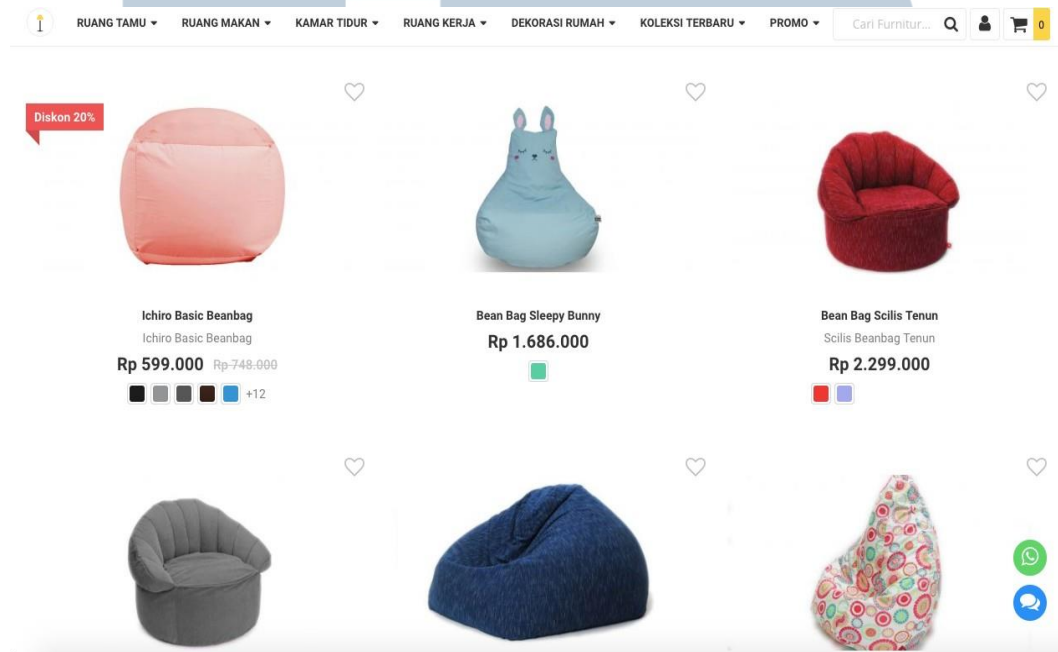 RUANG TAMU RUANG MAKAN KAMAR TIDUR RUANG KERJA DEKORASI RUMAH KOLEKSI TERBARU PROMO Cari Furnitur... 0
Diskon 20%
Ichiro Basic Beanbag
Ichiro Basic Beanbag
Rp 599.000 Rp 748.000
+12
Bean Bag Sleepy Bunny
Rp 1.686.000
Bean Bag Scilis Tenun
Scilis Beanbag Tenun
Rp 2.299.000